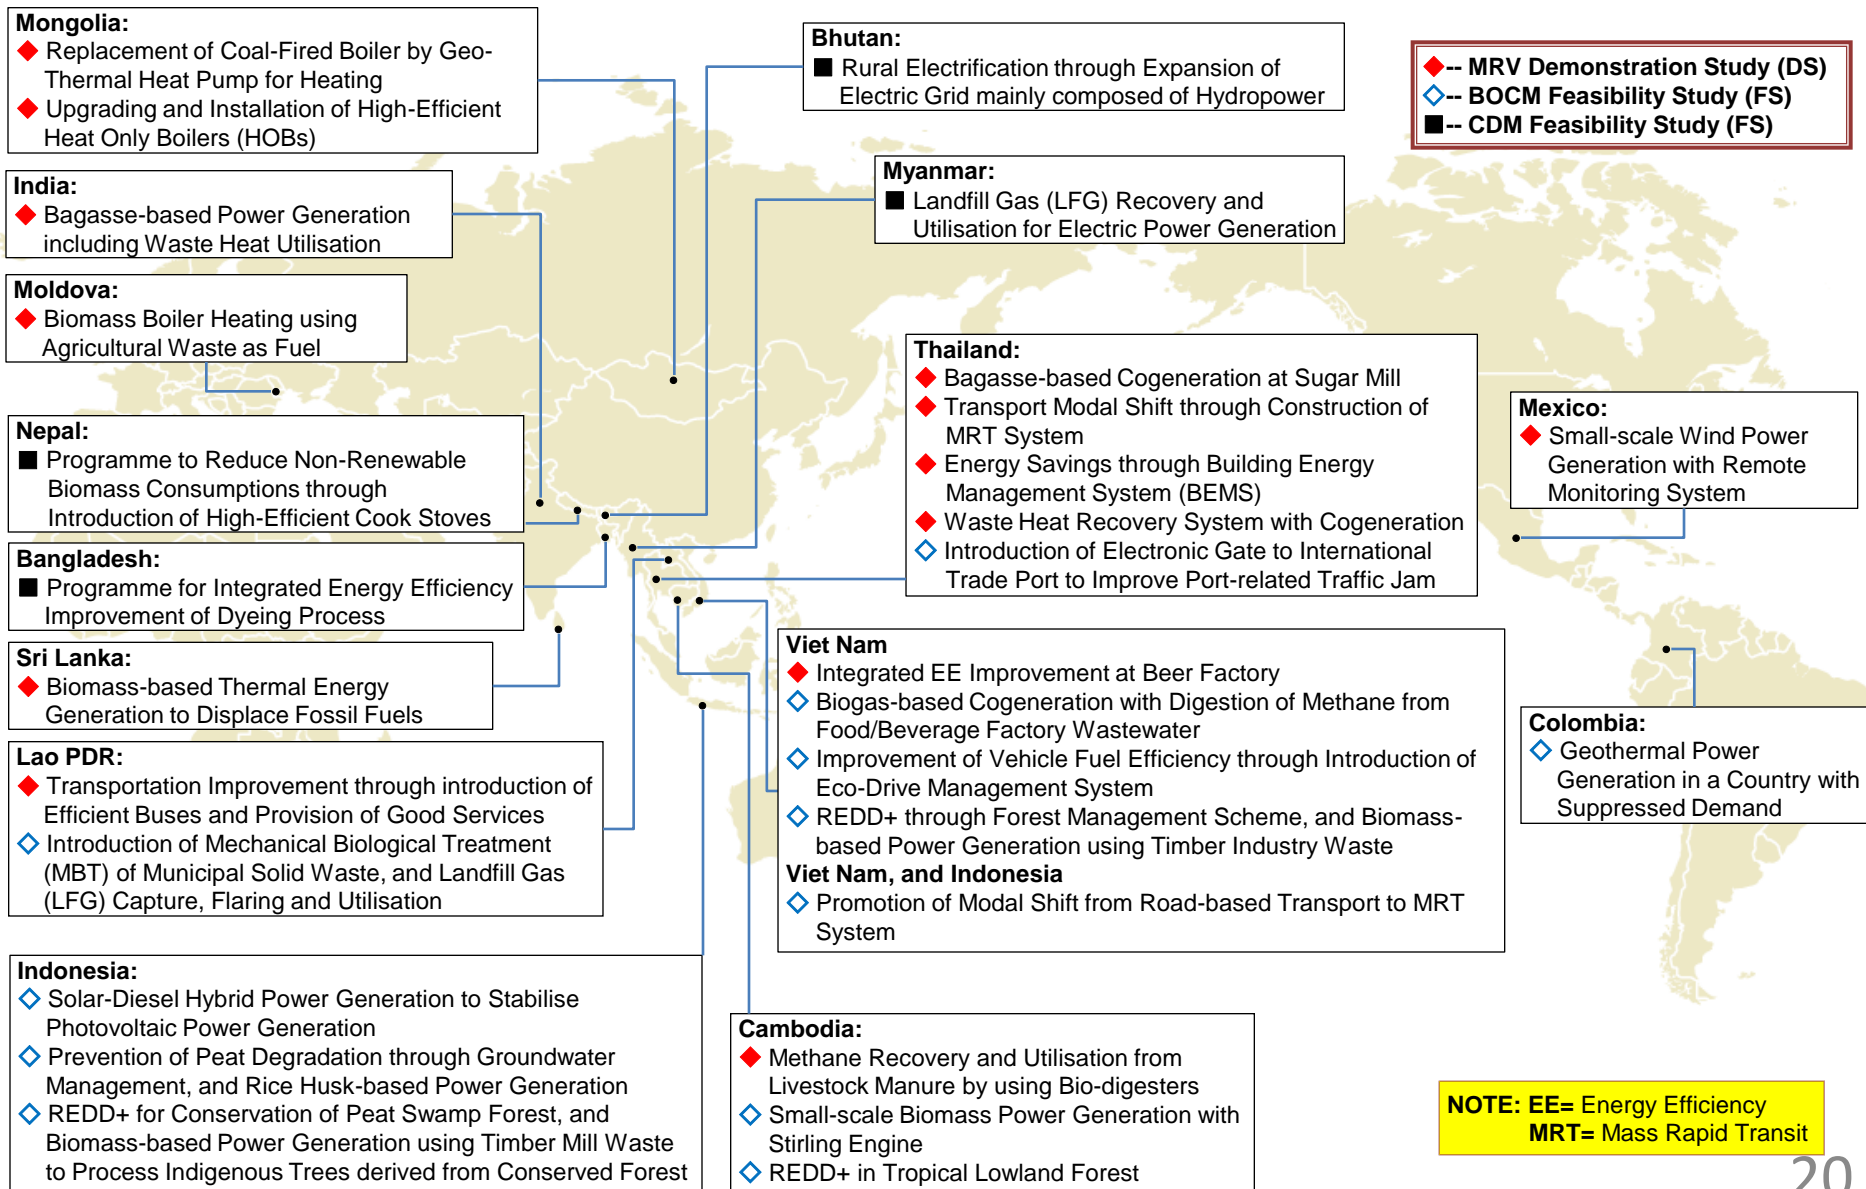 Mongolia:
Replacement of Coal-Fired Boiler by Geo-
Thermal Heat Pump for Heating
Upgrading and Installation of High-Efficient
Heat Only Boilers (HOBs)
Bhutan:
Rural Electrification through Expansion of
Electric Grid mainly composed of Hydropower
-- MRV Demonstration Study (DS)
-- BOCM Feasibility Study (FS)
-- CDM Feasibility Study (FS)
India:
Bagasse-based Power Generation
including Waste Heat Utilisation
Myanmar:
Landfill Gas (LFG) Recovery and
Utilisation for Electric Power Generation
Moldova:
Biomass Boiler Heating using
Agricultural Waste as Fuel
Thailand:
Bagasse-based Cogeneration at Sugar Mill
Transport Modal Shift through Construction of
MRT System
Energy Savings through Building Energy
Management System (BEMS)
Waste Heat Recovery System with Cogeneration
Introduction of Electronic Gate to International
Trade Port to Improve Port-related Traffic Jam
Mexico:
Small-scale Wind Power
Generation with Remote
Monitoring System
Nepal:
Programme to Reduce Non-Renewable
Biomass Consumptions through
Introduction of High-Efficient Cook Stoves
Bangladesh:
Programme for Integrated Energy Efficiency
Improvement of Dyeing Process
Sri Lanka:
Biomass-based Thermal Energy
Generation to Displace Fossil Fuels
Viet Nam
Integrated EE Improvement at Beer Factory
Biogas-based Cogeneration with Digestion of Methane from
Food/Beverage Factory Wastewater
Improvement of Vehicle Fuel Efficiency through Introduction of
Eco-Drive Management System
REDD+ through Forest Management Scheme, and Biomass-
based Power Generation using Timber Industry Waste
Viet Nam, and Indonesia
Promotion of Modal Shift from Road-based Transport to MRT
System
Colombia:
Geothermal Power
Generation in a Country with
Suppressed Demand
Lao PDR:
Transportation Improvement through introduction of
Efficient Buses and Provision of Good Services
Introduction of Mechanical Biological Treatment
(MBT) of Municipal Solid Waste, and Landfill Gas
(LFG) Capture, Flaring and Utilisation
Indonesia:
Solar-Diesel Hybrid Power Generation to Stabilise
Photovoltaic Power Generation
Prevention of Peat Degradation through Groundwater
Management, and Rice Husk-based Power Generation
REDD+ for Conservation of Peat Swamp Forest, and
Biomass-based Power Generation using Timber Mill Waste
to Process Indigenous Trees derived from Conserved Forest
Cambodia:
Methane Recovery and Utilisation from
Livestock Manure by using Bio-digesters
Small-scale Biomass Power Generation with
Stirling Engine
REDD+ in Tropical Lowland Forest
NOTE: EE= Energy Efficiency
MRT= Mass Rapid Transit
20